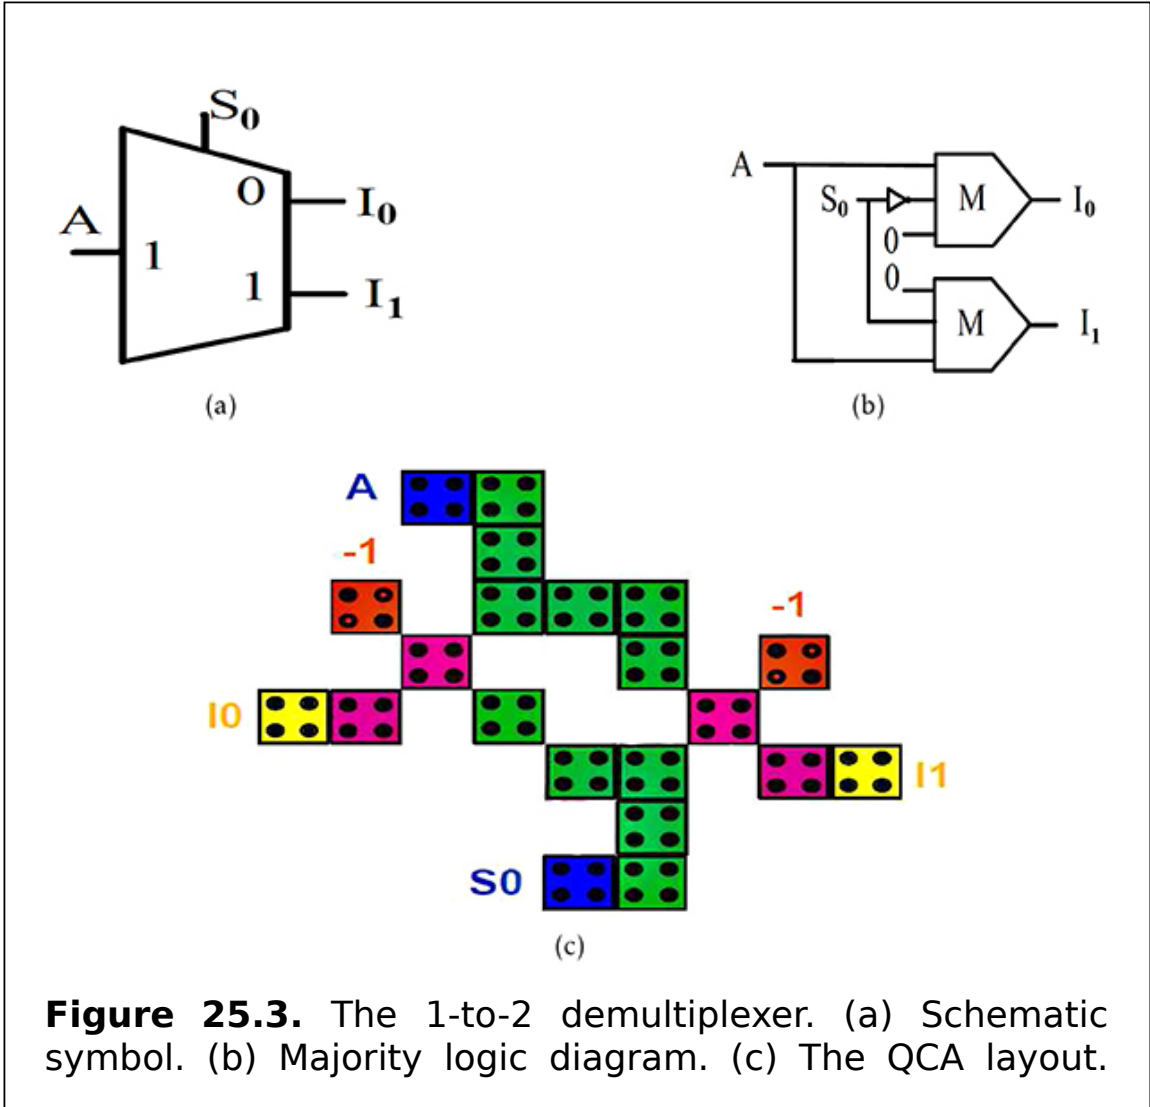 S₀
0
I₀
A
1
1
I₁
(a)
A
S₀
M
I₀
0
0
M
I₁
(b)
A
-1
-1
I0
I1
S0
(c)
Figure 25.3. The 1-to-2 demultiplexer. (a) Schematic
symbol. (b) Majority logic diagram. (c) The QCA layout.